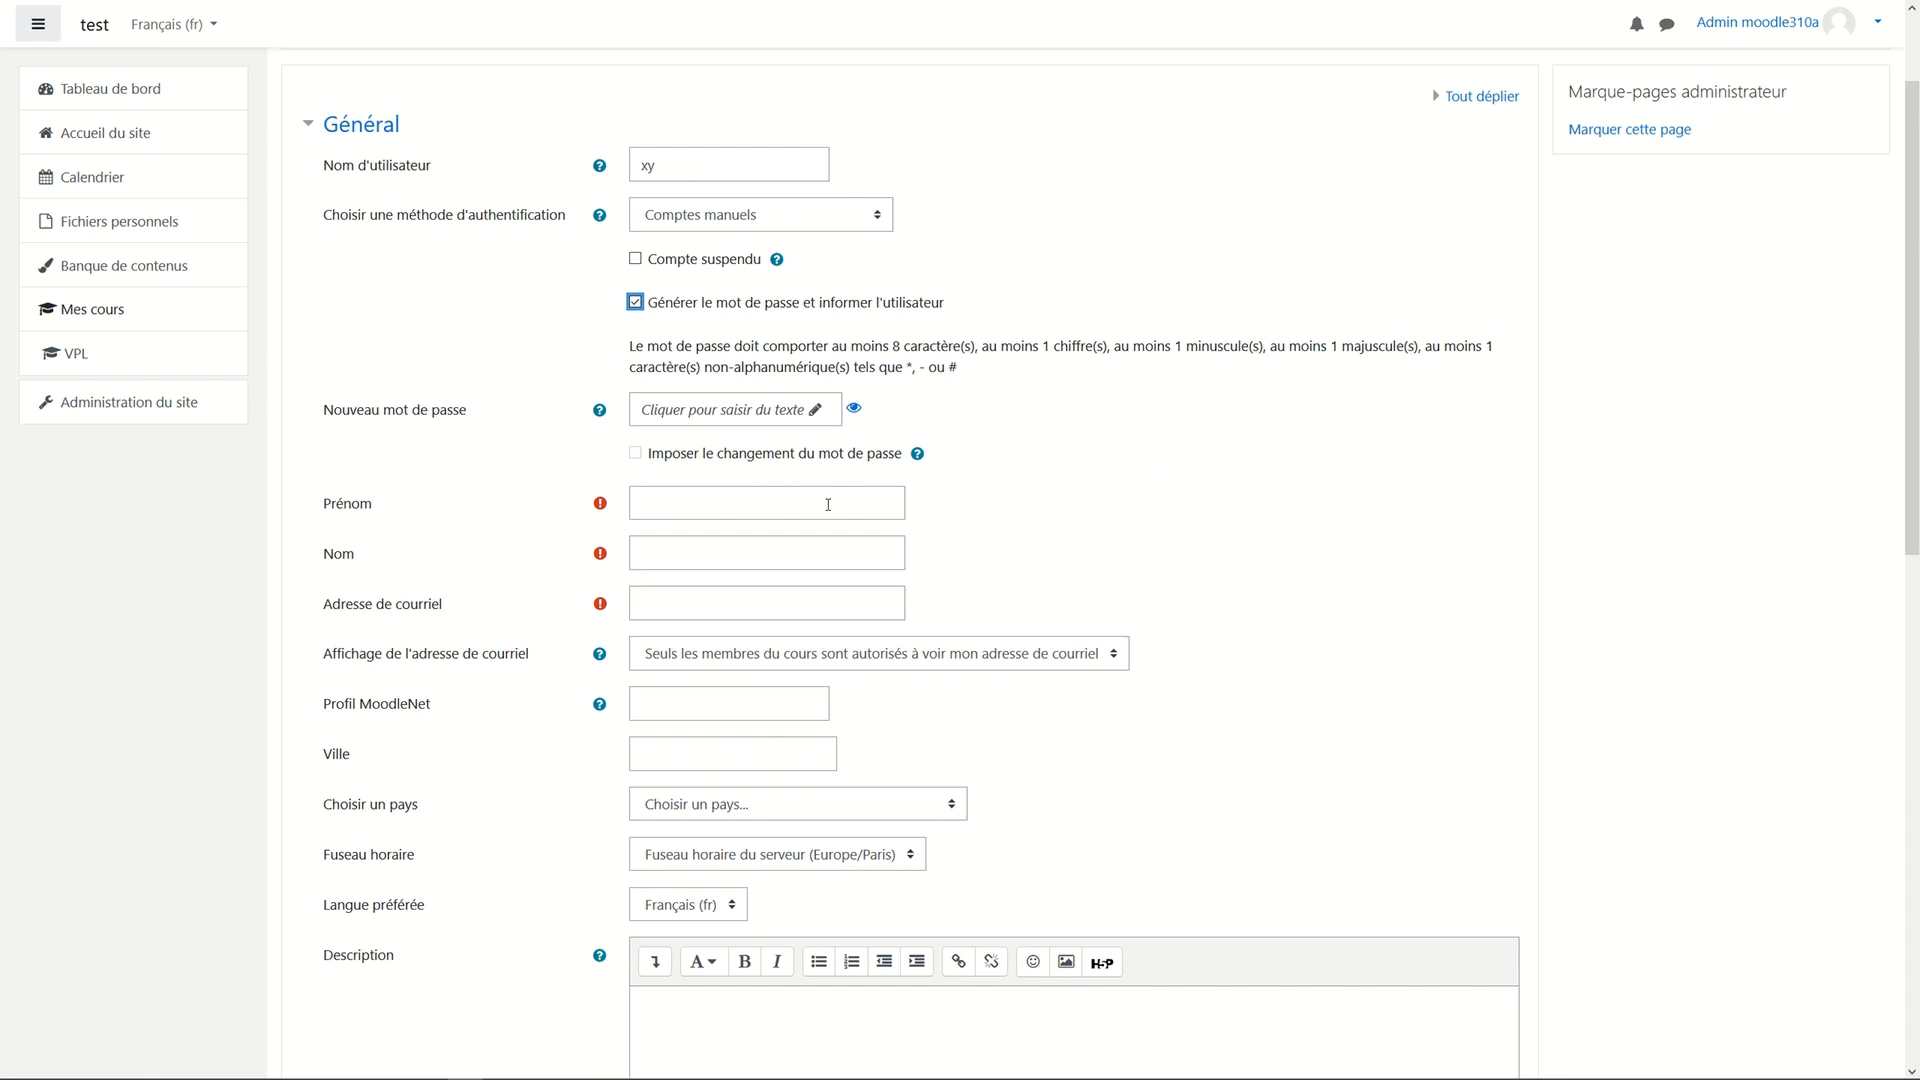 test
Français (fr)
Admin moodle310a
Tableau de bord
Accueil du site
Calendrier
Fichiers personnels
Banque de contenus
Mes cours
VPL
Administration du site
Tout déplier
Général
Nom d'utilisateur
xy
Choisir une méthode d'authentification
Comptes manuels
Compte suspendu
Générer le mot de passe et informer l'utilisateur
Le mot de passe doit comporter au moins 8 caractère(s), au moins 1 chiffre(s), au moins 1 minuscule(s), au moins 1 majuscule(s), au moins 1
caractère(s) non-alphanumérique(s) tels que *, - ou #
Nouveau mot de passe
Cliquer pour saisir du texte
Imposer le changement du mot de passe
Prénom
Nom
Adresse de courriel
Affichage de l'adresse de courriel
Seuls les membres du cours sont autorisés à voir mon adresse de courriel
Profil MoodleNet
Ville
Choisir un pays
Choisir un pays...
Fuseau horaire
Fuseau horaire du serveur (Europe/Paris)
Langue préférée
Français (fr)
Description
A B I H5P
Marque-pages administrateur
Marquer cette page